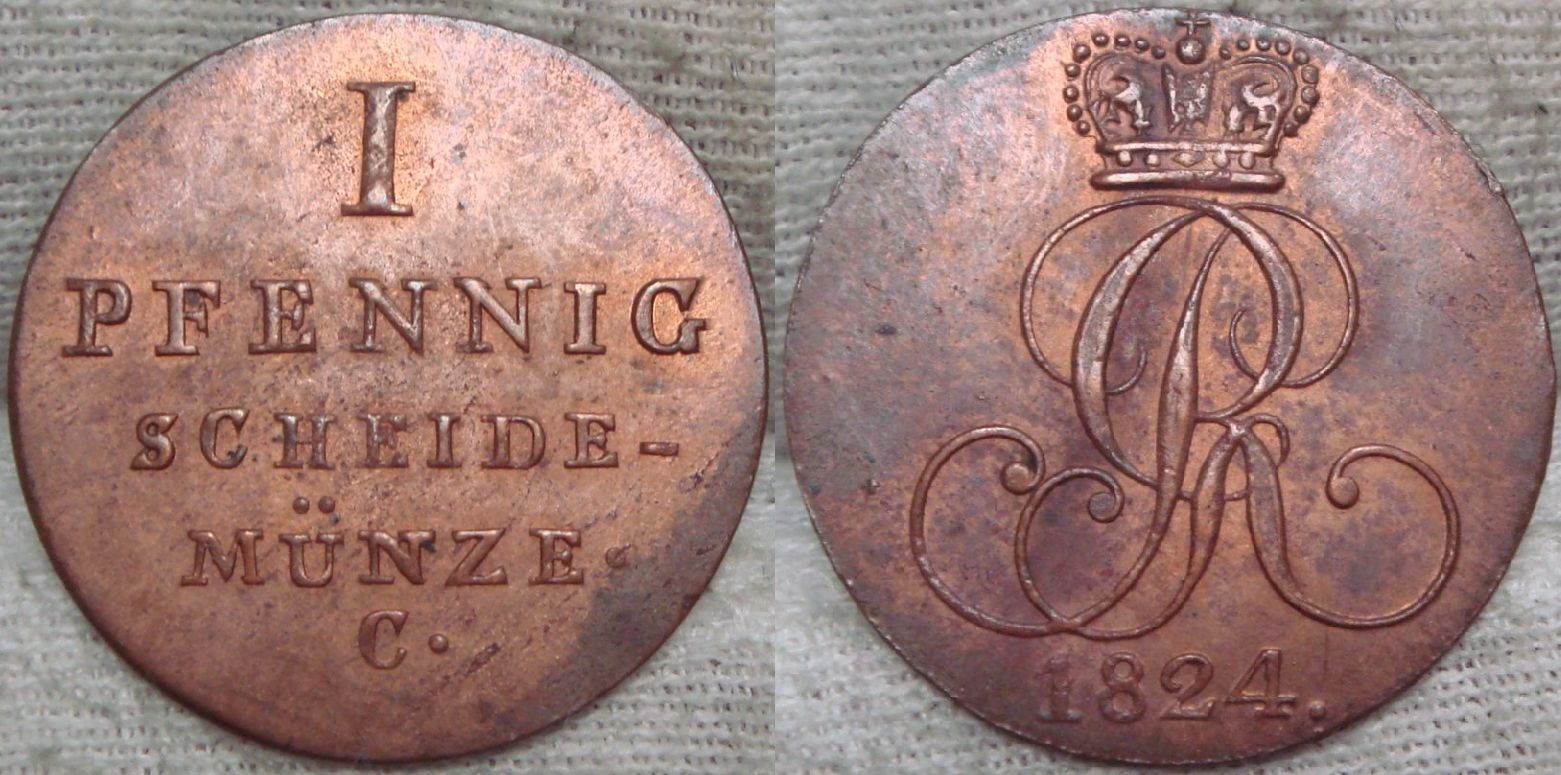 I
PFENNIG
SCHEIDE-
MÜNZE.
C.
GR
1824.